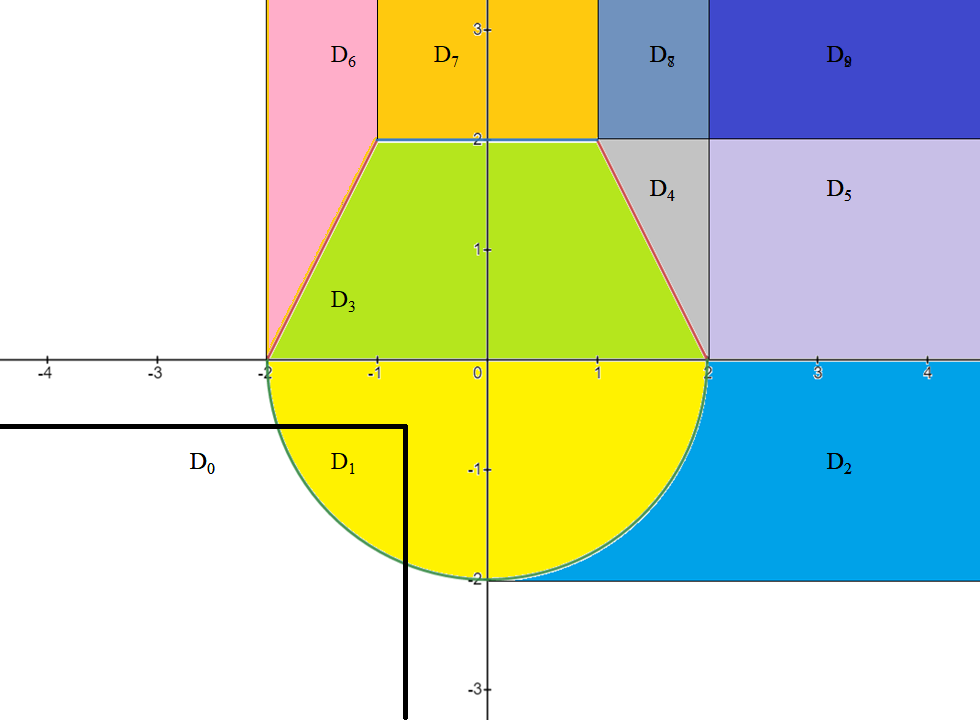 3
D₆ D₇ D₈ D₉
2
D₄ D₅
1
D₃
-4 -3 -2 -1 0 1 2 3 4
D₀ D₁ D₂
-1
-2
-3